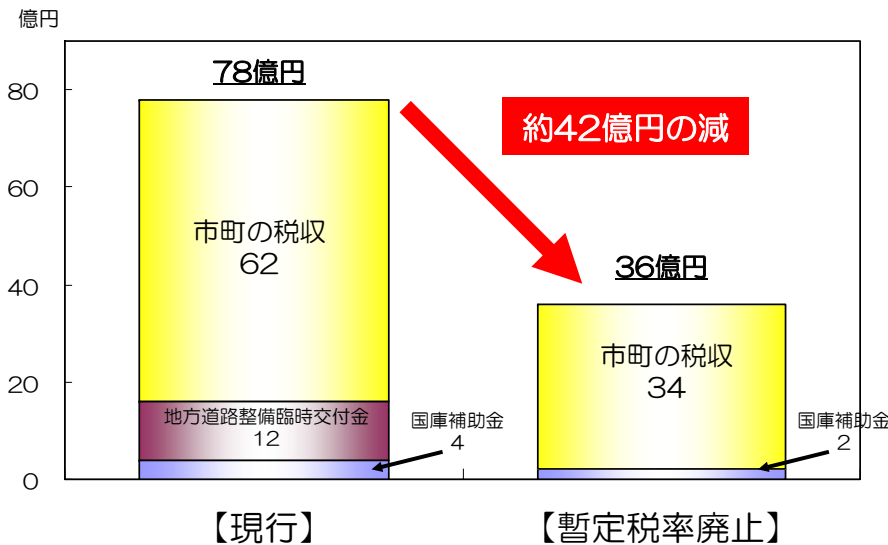 億円
80
60
40
20
0
78億円
約42億円の減
市町の税収
62
36億円
市町の税収
34
地方道路整備臨時交付金
12
国庫補助金
4
国庫補助金
2
【現行】
【暫定税率廃止】